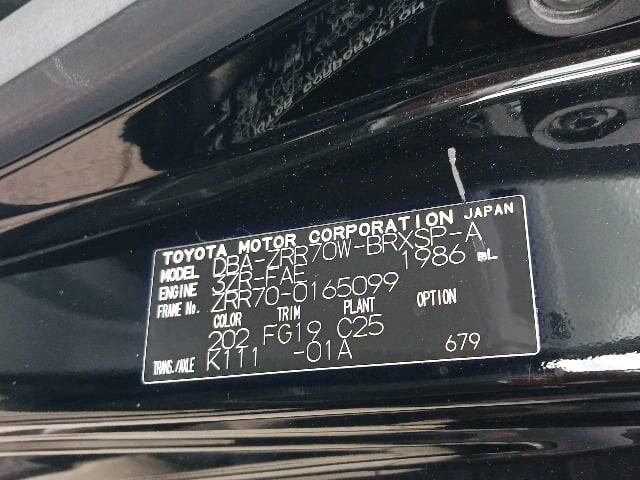 TOYOTA MOTOR CORPORATION JAPAN
MODEL DBA-ZRR70W-BRXSP-A
ENGINE 3ZR-FAE 1986 mL
FRAME No. ZRR70-0165099
COLOR TRIM PLANT OPTION
202 FG19 C25
TRANS./AXLE K111 -01A 679